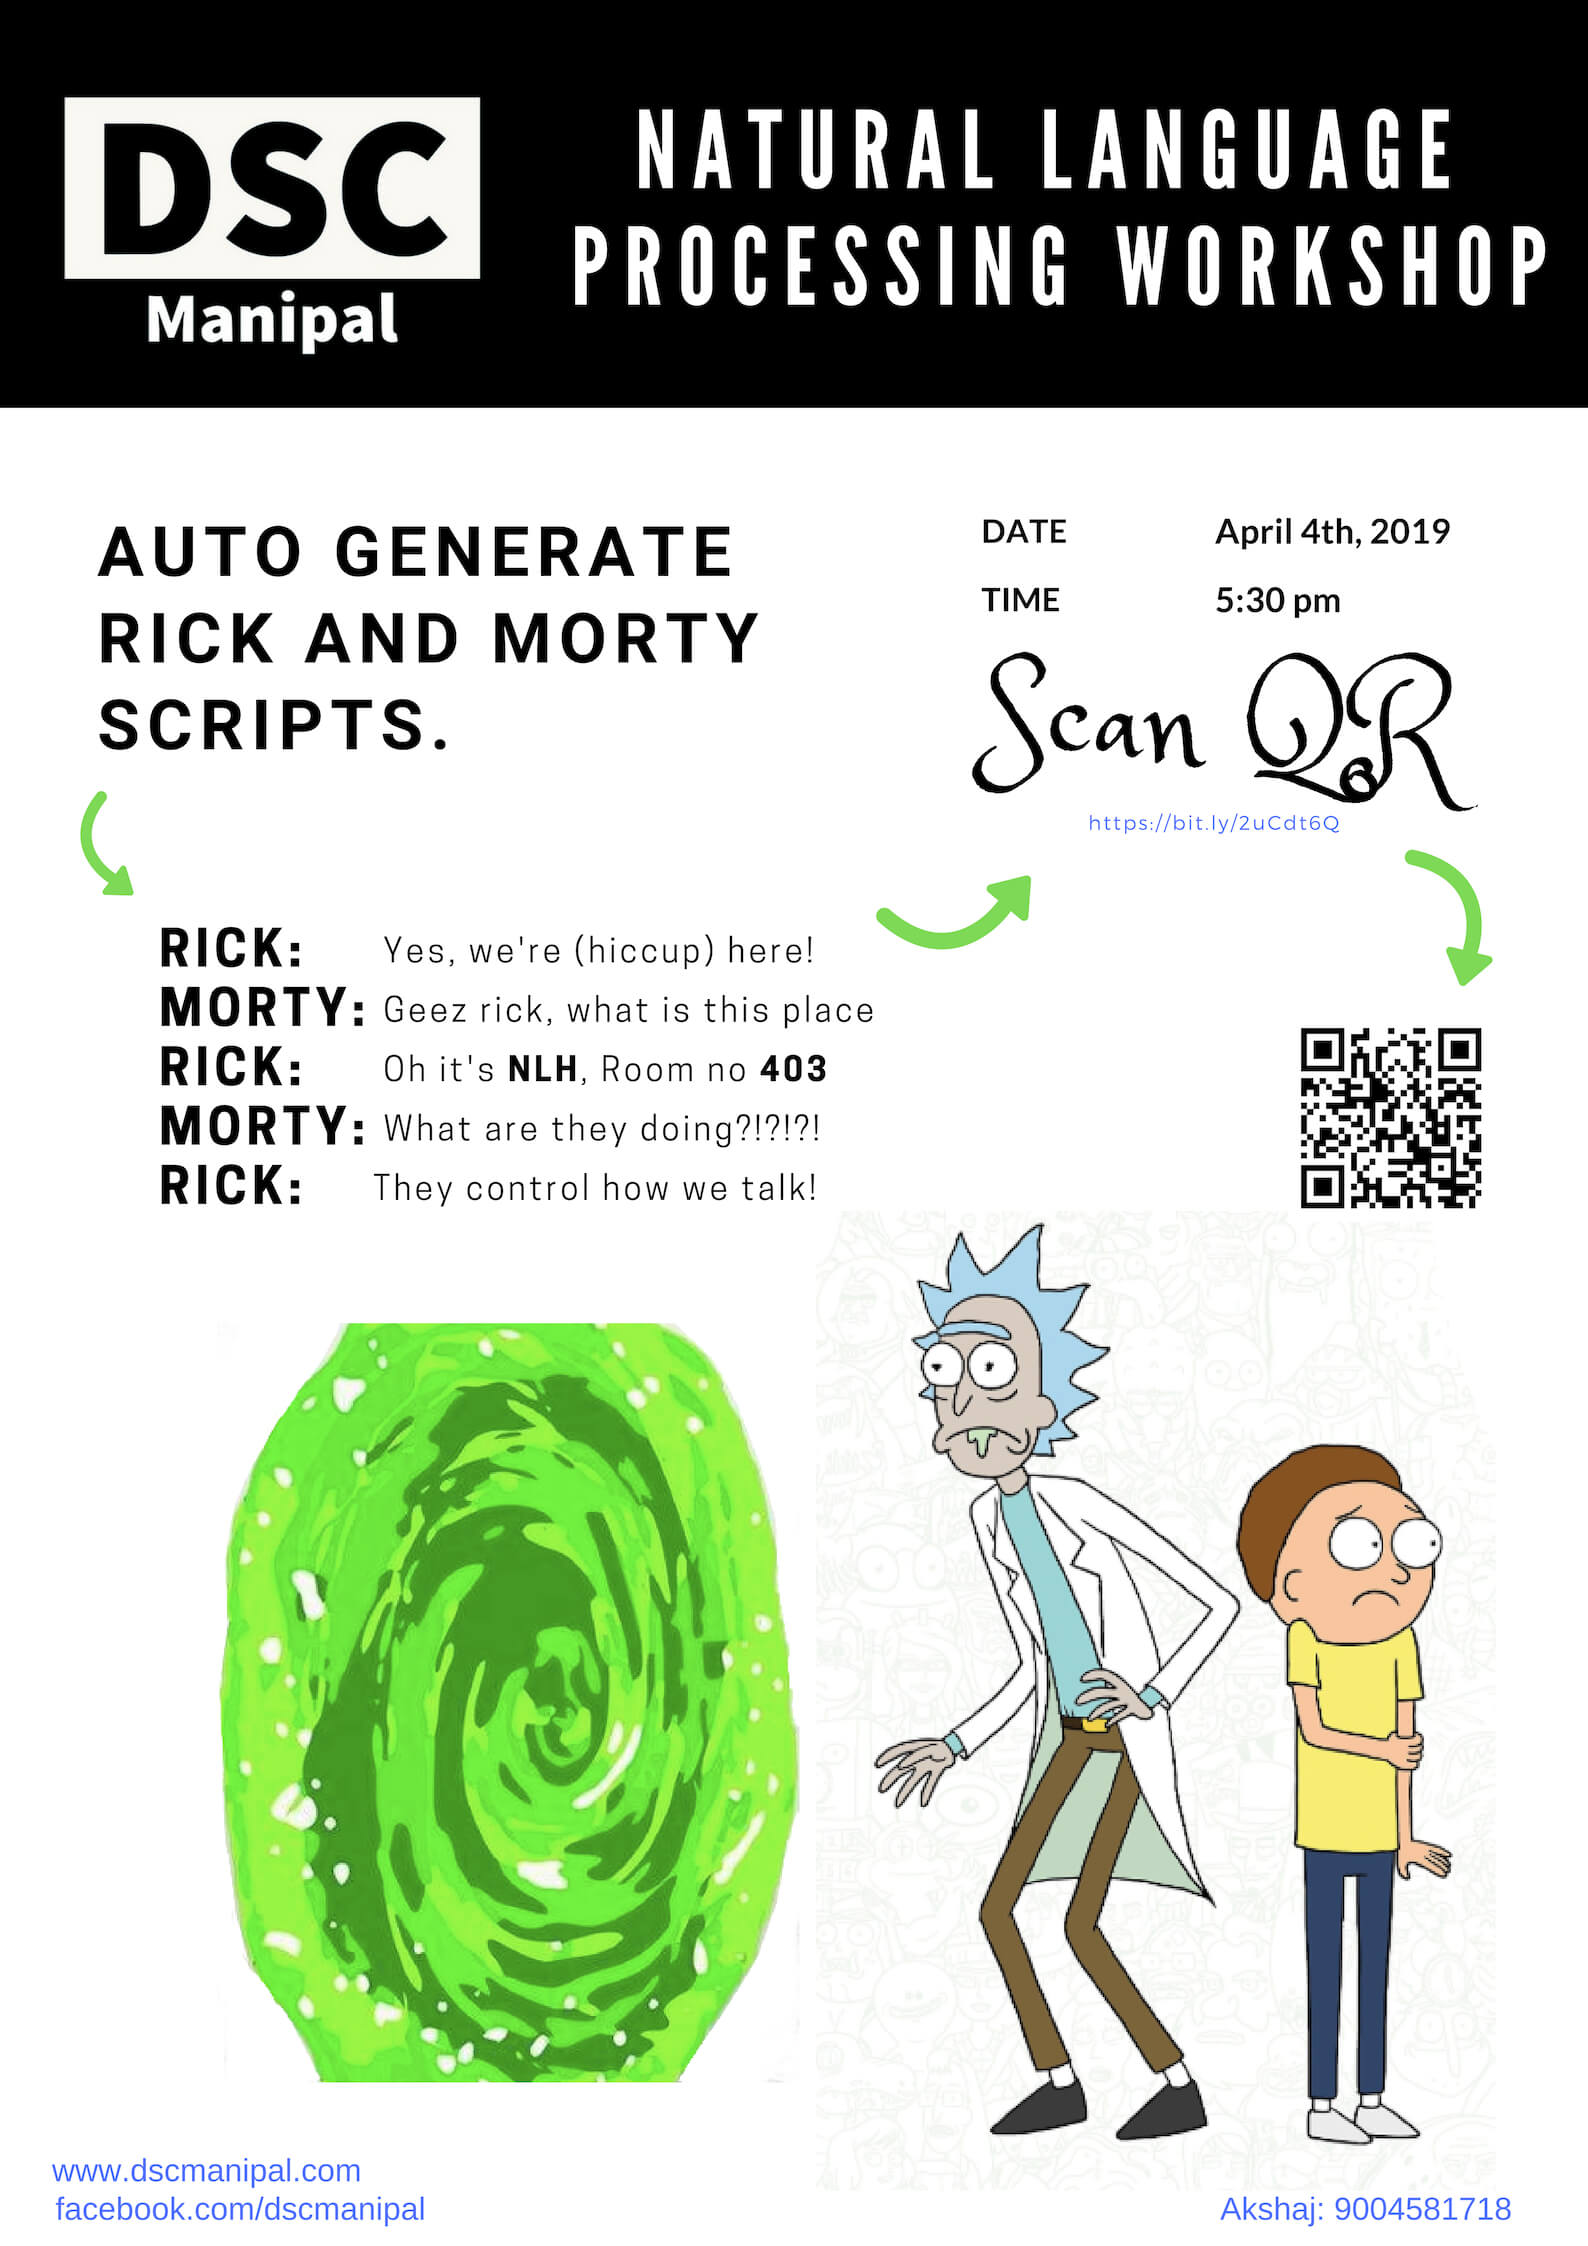 DSC
Manipal
NATURAL LANGUAGE
PROCESSING WORKSHOP
AUTO GENERATE
RICK AND MORTY
SCRIPTS.
DATE April 4th, 2019
TIME 5:30 pm
Scan QR
https://bit.ly/2uCdt6Q
RICK: Yes, we're (hiccup) here!
MORTY: Geez rick, what is this place
RICK: Oh it's NLH, Room no 403
MORTY: What are they doing?!?!?!
RICK: They control how we talk!
www.dscmanipal.com
facebook.com/dscmanipal
Akshaj: 9004581718